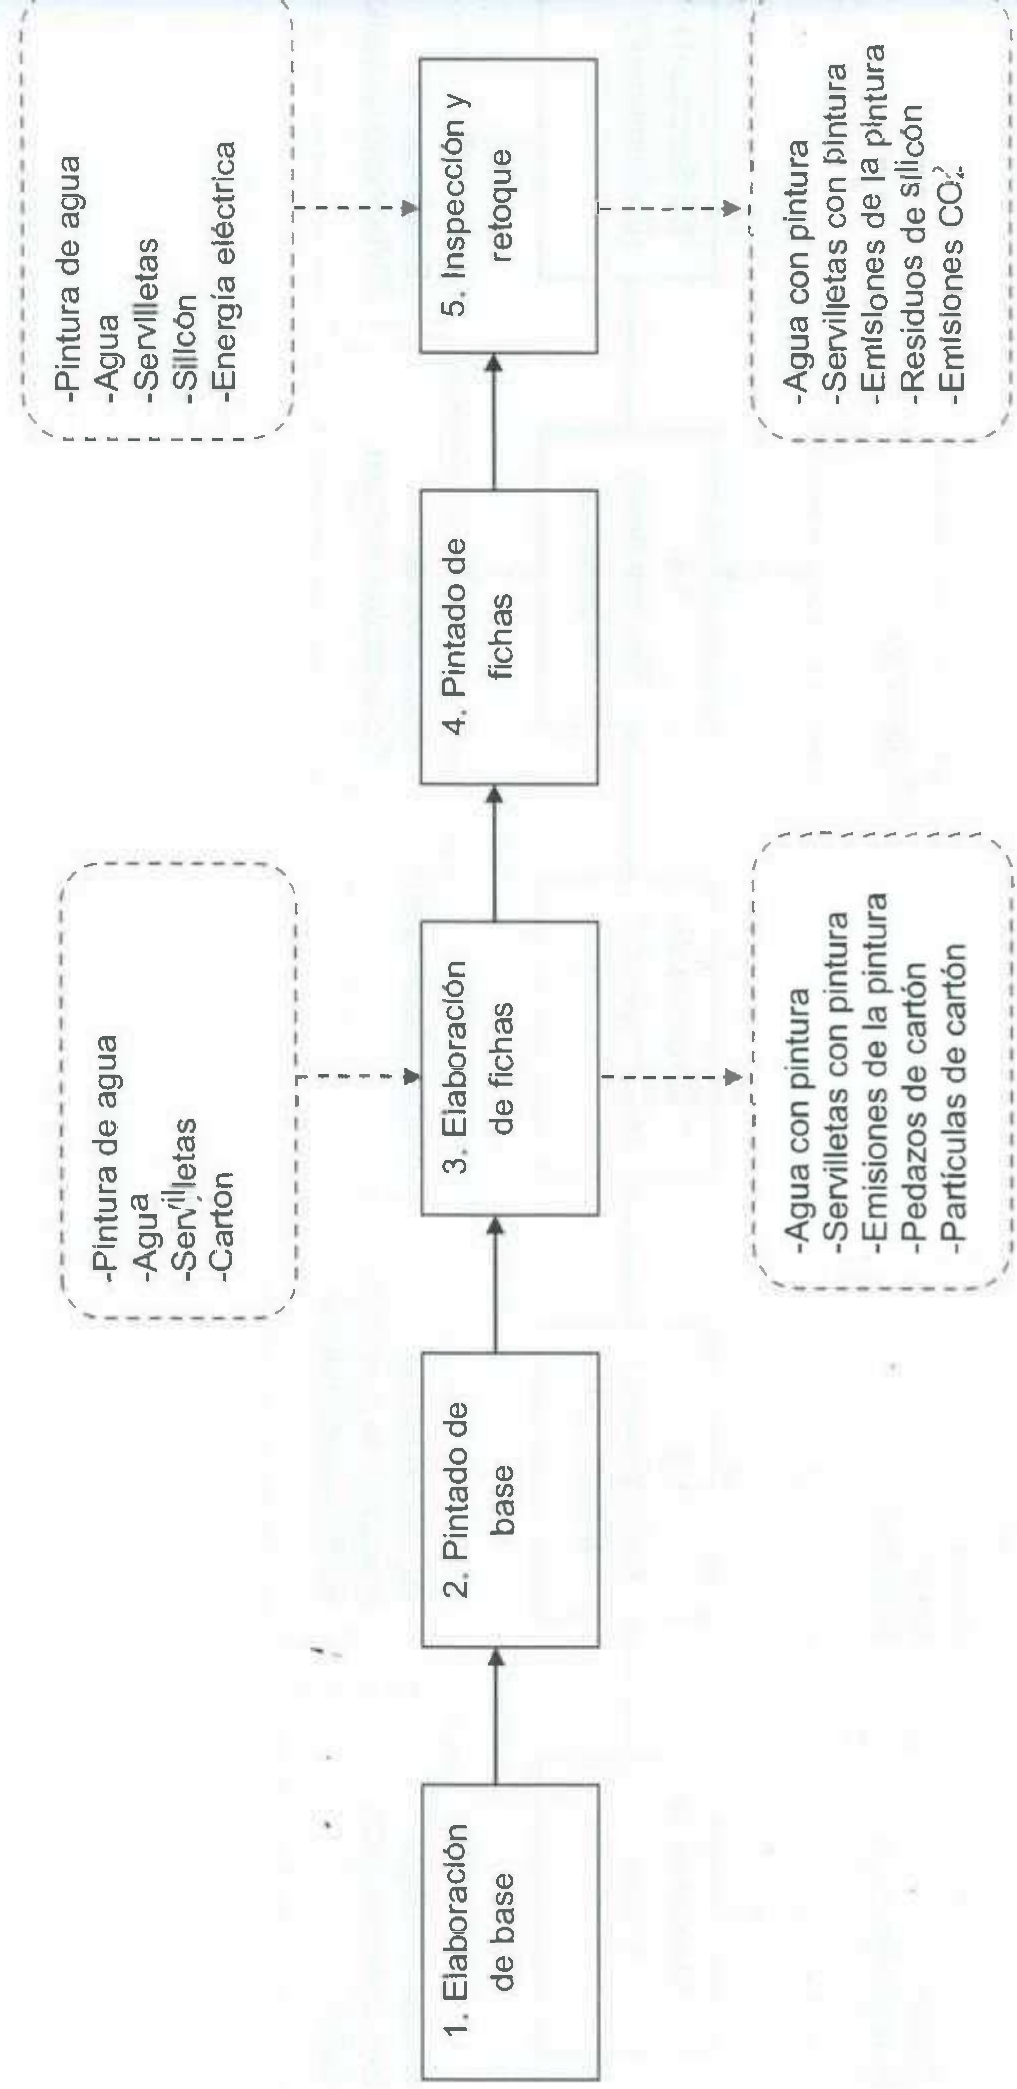 -Pintura de agua
-Agua
-Servilletas
-Carton
-Pintura de agua
-Agua
-Servilletas
-Silicón
-Energía eléctrica
1. Elaboración
de base
2. Pintado de
base
3. Elaboración
de fichas
4. Pintado de
fichas
5. Inspección y
retoque
-Agua con pintura
-Servilletas con pintura
-Emisiones de la pintura
-Pedazos de cartón
-Partículas de cartón
-Agua con pintura
-Servilletas con pintura
-Emisiones de la pintura
-Residuos de silicón
-Emisiones CO2